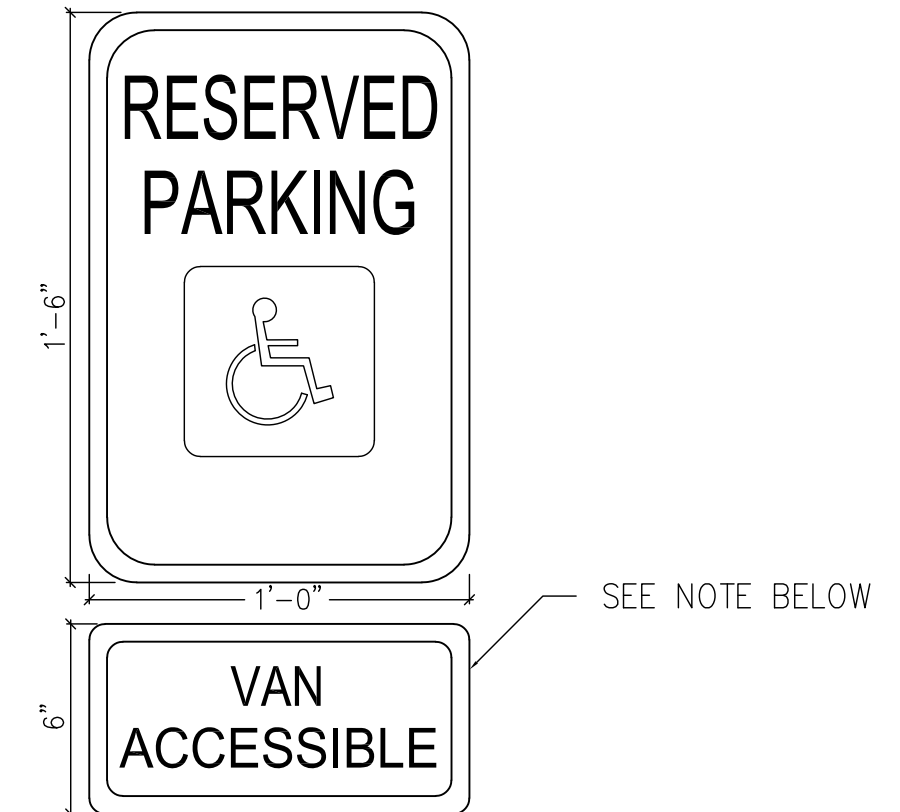 RESERVED
PARKING
1'-6"
1'-0"
SEE NOTE BELOW
VAN
ACCESSIBLE
6"